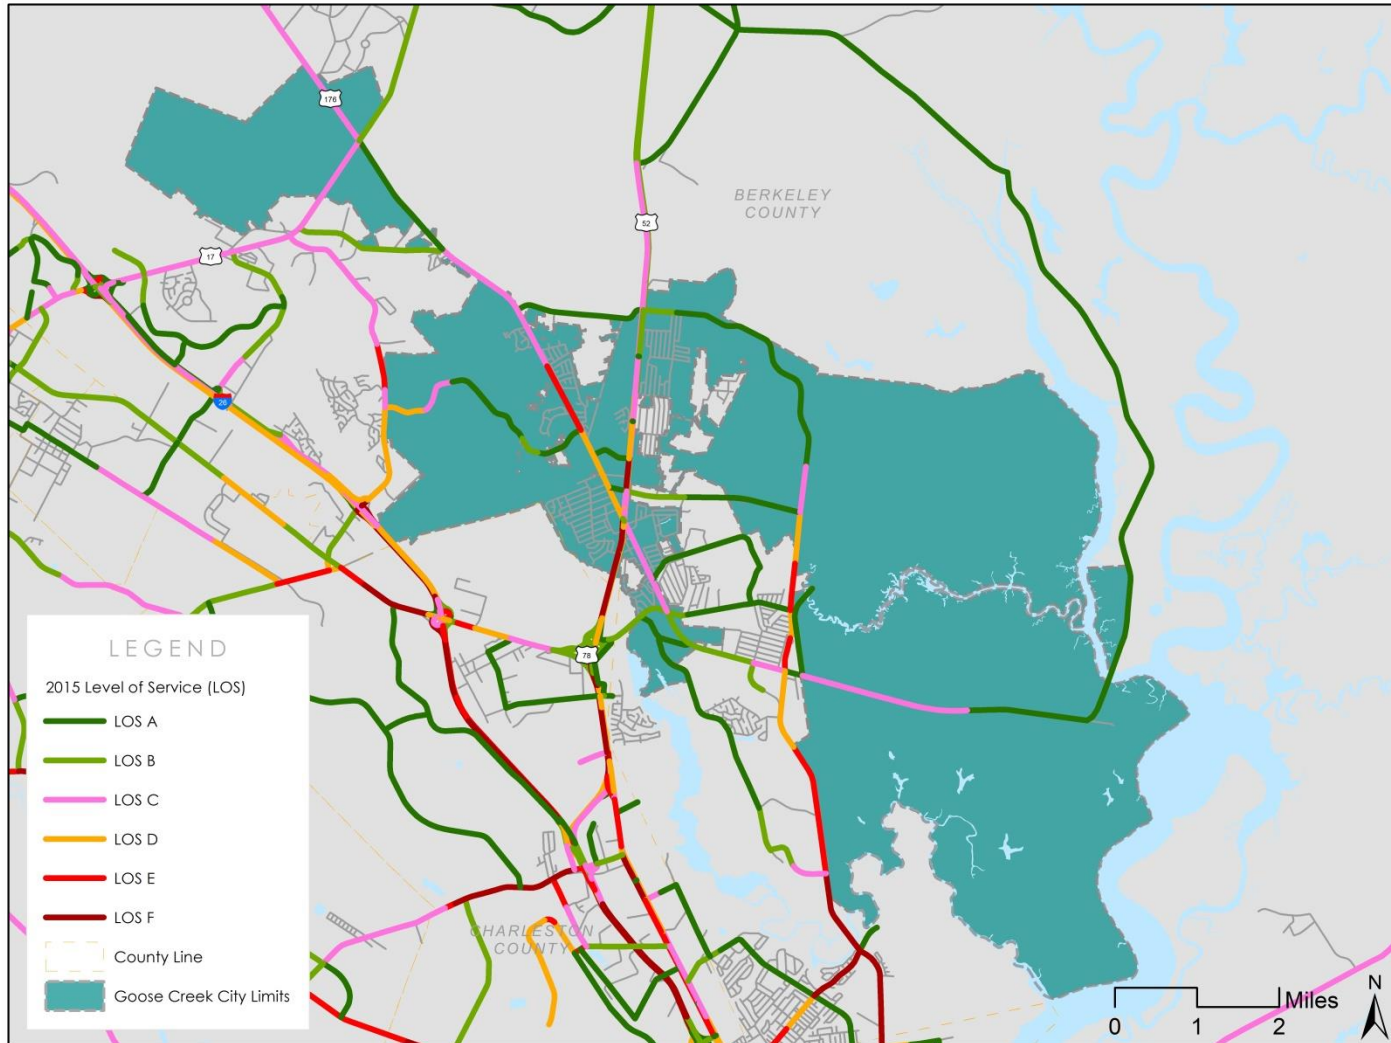 176
BERKELEY
COUNTY
52
17
26
78
LEGEND
2015 Level of Service (LOS)
LOS A
LOS B
LOS C
LOS D
LOS E
LOS F
County Line
Goose Creek City Limits
CHARLESTON
COUNTY
Miles
0 1 2
N